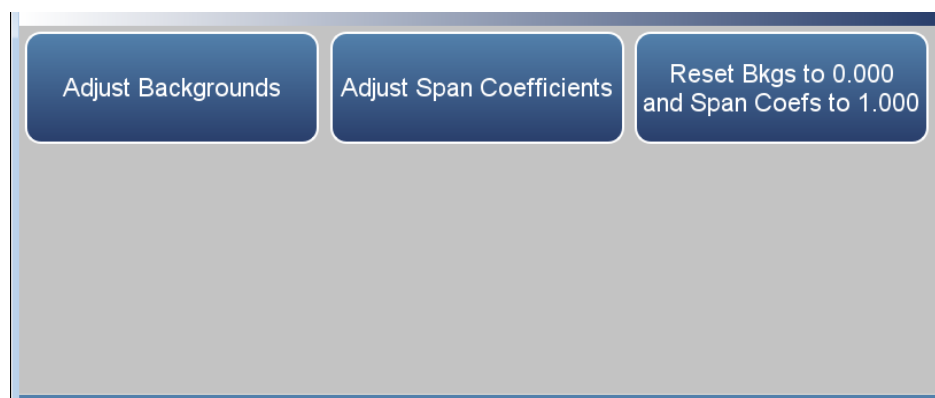 Adjust Backgrounds
Adjust Span Coefficients
Reset Bkgs to 0.000
and Span Coefs to 1.000